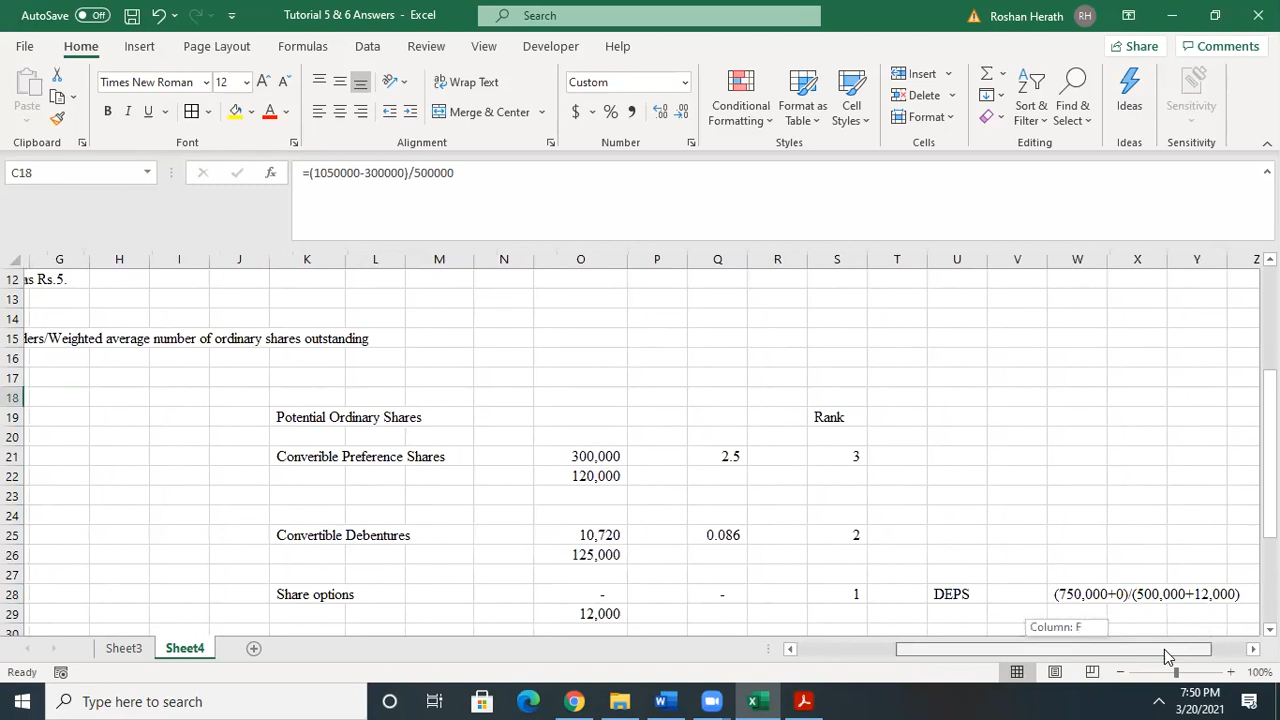 AutoSave Off Tutorial 5 & 6 Answers - Excel Search Roshan Herath RH
File Home Insert Page Layout Formulas Data Review View Developer Help Share Comments
Paste Times New Roman 12 Wrap Text Custom Conditional Formatting Format as Table Cell Styles Insert Sort & Filter Find & Select Ideas Sensitivity
B I U A Merge & Center $ % Delete
Format
Clipboard Font Alignment Number Styles Cells Editing Ideas Sensitivity
C18 fx =(1050000-300000)/500000
G H I J K L M N O P Q R S T U V W X Y Z
12 as Rs.5.
13
14
15 ders/Weighted average number of ordinary shares outstanding
16
17
18
19 Potential Ordinary Shares Rank
20
21 Converible Preference Shares 300,000 2.5 3
22 120,000
23
24
25 Convertible Debentures 10,720 0.086 2
26 125,000
27
28 Share options - - 1 DEPS (750,000+0)/(500,000+12,000)
29 12,000
30 Column: F
Sheet3 Sheet4
Ready 100%
Type here to search 7:50 PM
3/20/2021